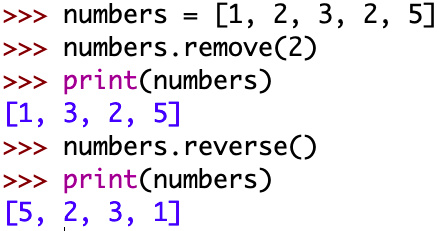 >>> numbers = [1, 2, 3, 2, 5]
>>> numbers.remove(2)
>>> print(numbers)
[1, 3, 2, 5]
>>> numbers.reverse()
>>> print(numbers)
[5, 2, 3, 1]